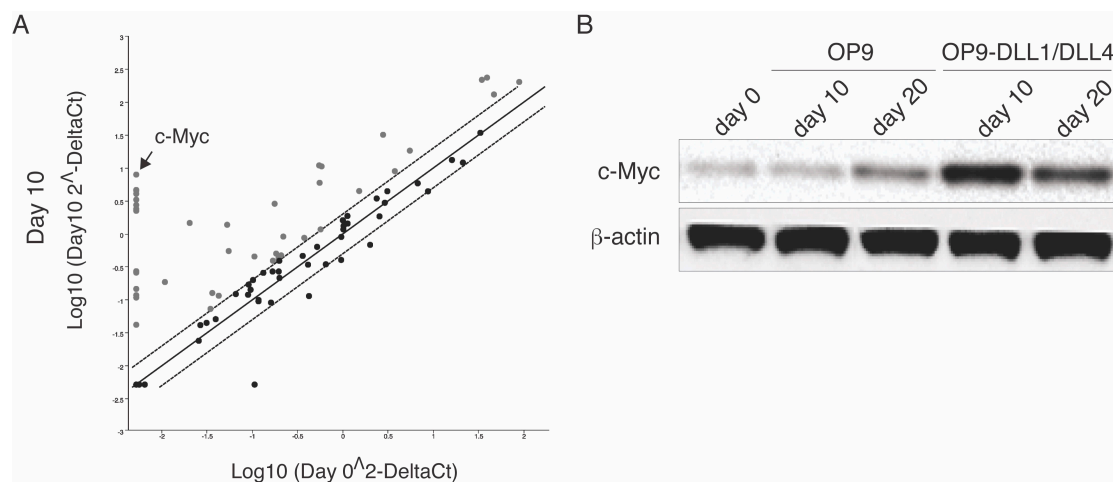 A
Day 10
Log10 (Day10 2^-DeltaCt)
3
2.5
2
1.5
1
0.5
0
-0.5
-1
-1.5
-2
-2.5
-3
c-Myc
-2
-1.5
-1
-0.5
0
0.5
1
1.5
2
Log10 (Day 0^2-DeltaCt)
B
OP9
OP9-DLL1/DLL4
day 0
day 10
day 20
day 10
day 20
c-Myc
β-actin